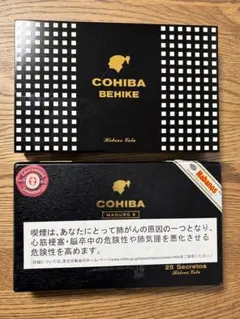 COHIBA
BEHIKE
Habana, Cuba
COHIBA
MADURO 5
Habanos
喫煙は、あなたにとって肺がんの原因の一つとなり、
心筋梗塞・脳卒中の危険性や肺気腫を悪化させる
危険性を高めます。
25 Secretos
Habana, Cuba